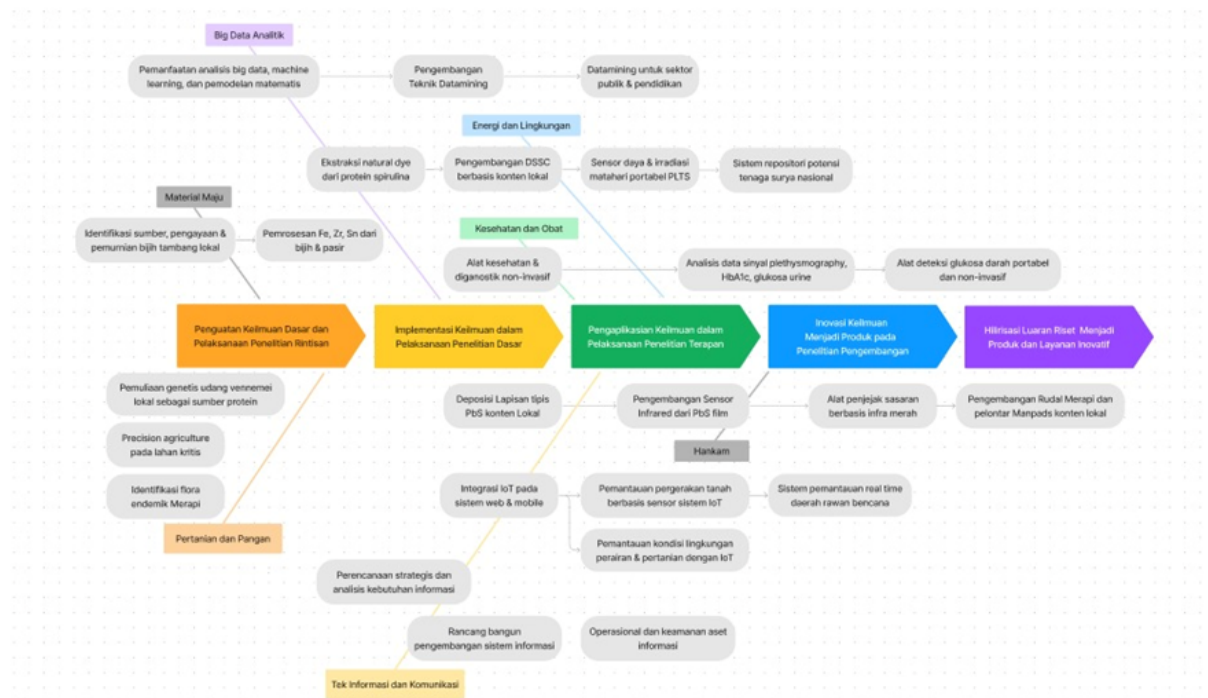 Big Data Analitik
Pemanfaatan analisis big data, machine
learning, dan pemodelan matematis
Pengembangan
Teknik Datamining
Datamining untuk sektor
publik & pendidikan
Energi dan Lingkungan
Ekstraksi natural dye
dari protein spirulina
Pengembangan DSSC
berbasis konten lokal
Sensor daya & irradiasi
matahari portabel PLTS
Sistem repositori potensi
tenaga surya nasional
Material Maju
Identifikasi sumber, pengayaan &
pemurnian bijih tambang lokal
Pemrosesan Fe, Zr, Sn dari
bijih & pasir
Kesehatan dan Obat
Alat kesehatan &
diganostik non-invasif
Analisis data sinyal plethysmography,
HbA1c, glukosa urine
Alat deteksi glukosa darah portabel
dan non-invasif
Penguatan Keilmuan Dasar dan
Pelaksanaan Penelitian Rintisan
Implementasi Keilmuan dalam
Pelaksanaan Penelitian Dasar
Pengaplikasian Keilmuan dalam
Pelaksanaan Penelitian Terapan
Inovasi Keilmuan
Menjadi Produk pada
Penelitian Pengembangan
Hilirisasi Luaran Riset Menjadi
Produk dan Layanan Inovatif
Pemuliaan genetis udang vennemei
lokal sebagai sumber protein
Deposisi Lapisan tipis
PbS konten Lokal
Pengembangan Sensor
Infrared dari PbS film
Alat penjejak sasaran
berbasis infra merah
Pengembangan Rudal Merapi dan
pelontar Manpads konten lokal
Precision agriculture
pada lahan kritis
Hankam
Identifikasi flora
endemik Merapi
Integrasi IoT pada
sistem web & mobile
Pemantauan pergerakan tanah
berbasis sensor sistem IoT
Sistem pemantauan real time
daerah rawan bencana
Pertanian dan Pangan
Pemantauan kondisi lingkungan
perairan & pertanian dengan IoT
Perencanaan strategis dan
analisis kebutuhan informasi
Rancang bangun
pengembangan sistem informasi
Operasional dan keamanan aset
informasi
Tek Informasi dan Komunikasi